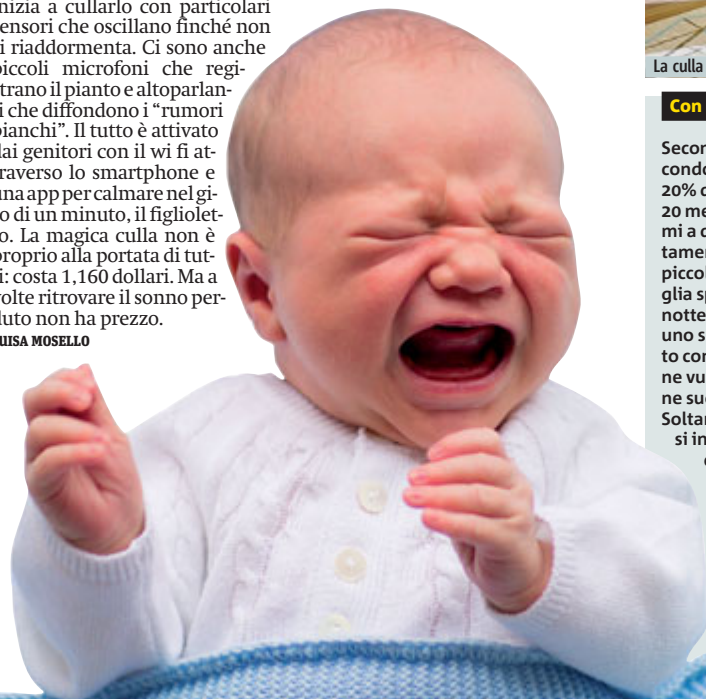 inizia a cullarlo con particolari
sensori che oscillano finché non
si riaddormenta. Ci sono anche
piccoli microfoni che regi-
strano il pianto e altoparlan-
ti che diffondono i “rumori
bianchi”. Il tutto è attivato
dai genitori con il wi fi at-
traverso lo smartphone e
una app per calmare nel gi-
ro di un minuto, il figliolet-
to. La magica culla non è
proprio alla portata di tut-
ti: costa 1,160 dollari. Ma a
volte ritrovare il sonno per-
duto non ha prezzo.
LUISA MOSELLO
La culla
Con
Secon
condo
20% d
20 me
mi a d
tamen
piccol
glia sp
notte
uno s
to con
ne vu
ne suc
Soltan
si in